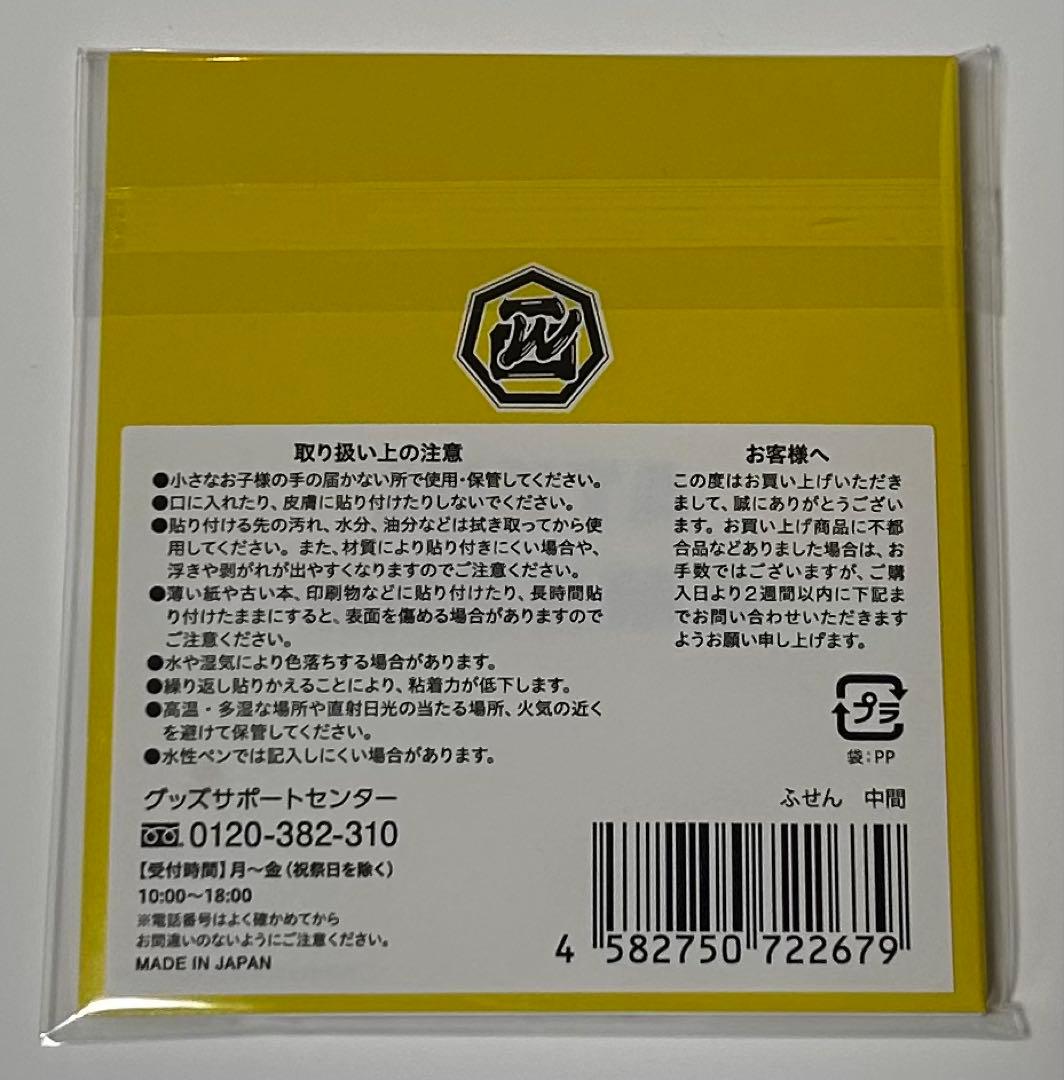 W
取り扱い上の注意
●小さなお子様の手の届かない所で使用・保管してください。
●口に入れたり、皮膚に貼り付けたりしないでください。
●貼り付ける先の汚れ、水分、油分などは拭き取ってから使
用してください。また、材質により貼り付きにくい場合や、
浮きや剥がれが出やすくなりますのでご注意ください。
●薄い紙や古い本、印刷物などに貼り付けたり、長時間貼
り付けたままにすると、表面を傷める場合がありますので
ご注意ください。
●水や湿気により色落ちする場合があります。
●繰り返し貼りかえることにより、粘着力が低下します。
●高温・多湿な場所や直射日光の当たる場所、火気の近く
を避けて保管してください。
●水性ペンでは記入しにくい場合があります。
グッズサポートセンター
0120-382-310
【受付時間】月〜金(祝祭日を除く)
10:00〜18:00
※電話番号はよく確かめてから
お間違いのないようにご注意ください。
MADE IN JAPAN
お客様へ
この度はお買い上げいただき
まして、誠にありがとうござい
ます。お買い上げ商品に不都
合品などありました場合は、お
手数ではございますが、ご購
入日より2週間以内に下記ま
でお問い合わせいただきます
ようお願い申し上げます。
プラ
袋:PP
ふせん 中間
4 582750 722679